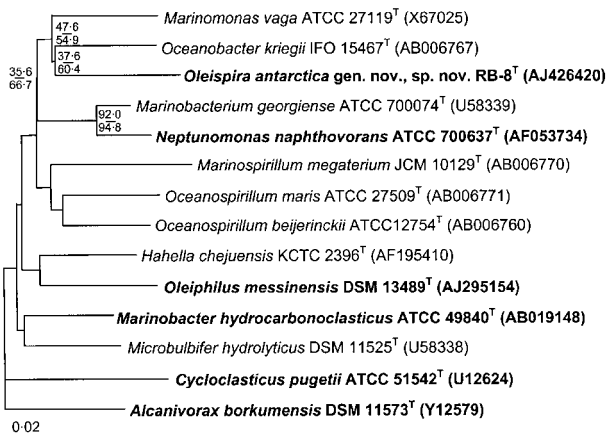 Marinomonas vaga ATCC 27119ᵀ (X67025)
47·6
54·9
Oceanobacter kriegii IFO 15467ᵀ (AB006767)
37·6
60·4
35·6
66·7
Oleispira antarctica gen. nov., sp. nov. RB-8ᵀ (AJ426420)
Marinobacterium georgiense ATCC 700074ᵀ (U58339)
92·0
94·8
Neptunomonas naphthovorans ATCC 700637ᵀ (AF053734)
Marinospirillum megaterium JCM 10129ᵀ (AB006770)
Oceanospirillum maris ATCC 27509ᵀ (AB006771)
Oceanospirillum beijerinckii ATCC12754ᵀ (AB006760)
Hahella chejuensis KCTC 2396ᵀ (AF195410)
Oleiphilus messinensis DSM 13489ᵀ (AJ295154)
Marinobacter hydrocarbonoclasticus ATCC 49840ᵀ (AB019148)
Microbulbifer hydrolyticus DSM 11525ᵀ (U58338)
Cycloclasticus pugetii ATCC 51542ᵀ (U12624)
Alcanivorax borkumensis DSM 11573ᵀ (Y12579)
0·02